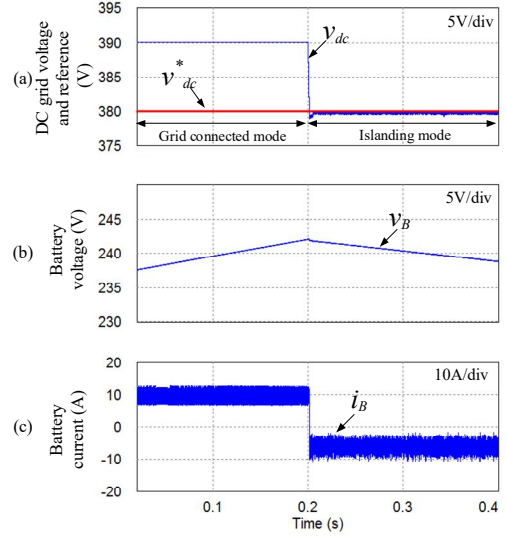 395
390
385
380
375
(a)
DC grid voltage
and reference
(V)
5V/div
v_dc
v*_dc
Grid connected mode
Islanding mode
(b)
Battery
voltage (V)
245
240
235
230
5V/div
v_B
(c)
Battery
current (A)
20
10
0
-10
-20
10A/div
i_B
0.1
0.2
0.3
0.4
Time (s)